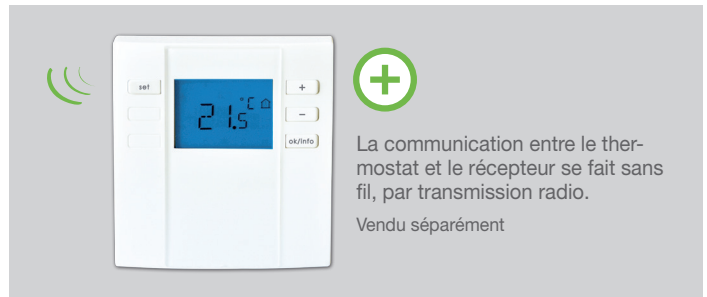 set
+
-
ok/info
21.5 °C
La communication entre le ther-
mostat et le récepteur se fait sans
fil, par transmission radio.
Vendu séparément